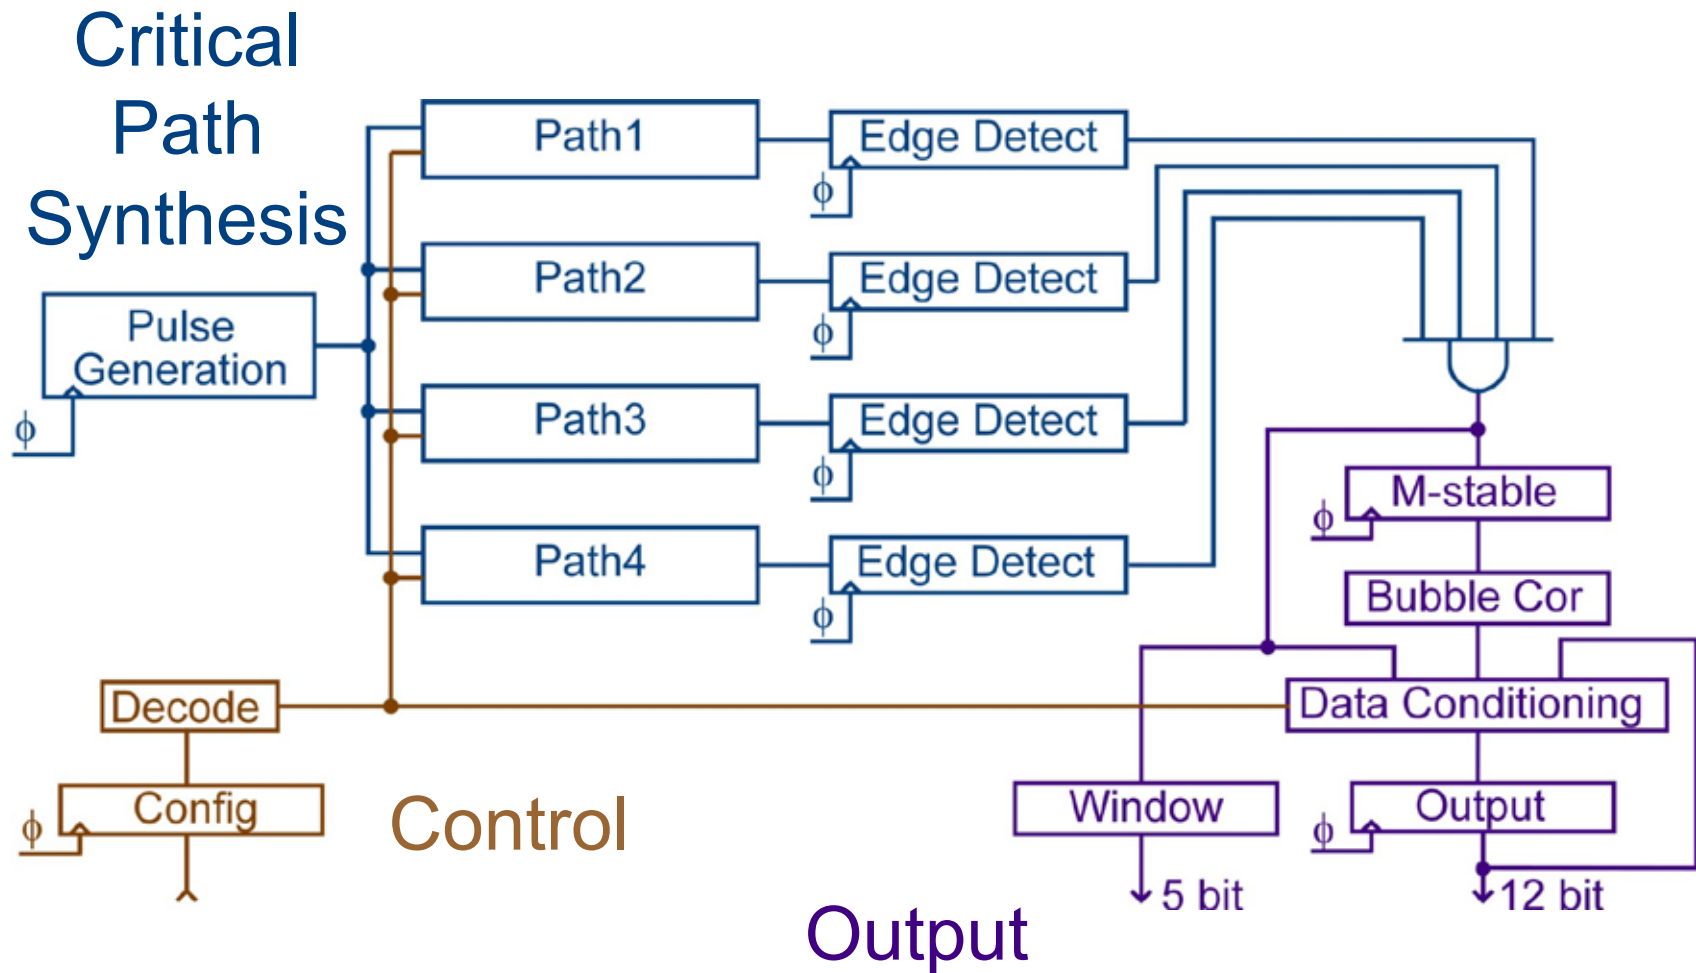 Critical
Path
Synthesis
Path1
Edge Detect
ϕ
Path2
Edge Detect
ϕ
Pulse
Generation
ϕ
Path3
Edge Detect
ϕ
M-stable
ϕ
Path4
Edge Detect
ϕ
Bubble Cor
Decode
Data Conditioning
Config
ϕ
Control
Window
Output
ϕ
5 bit
12 bit
Output